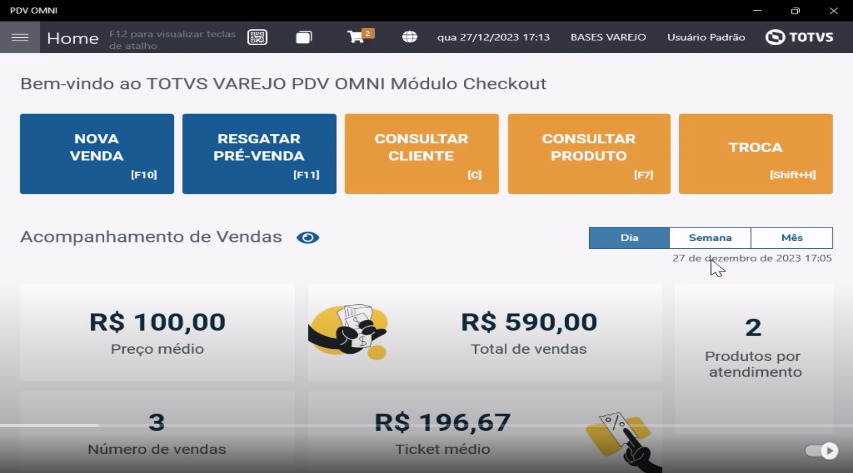 PDV OMNI
Home
F12 para visualizar teclas
de atalho
2
qua 27/12/2023 17:13
BASES VAREJO
Usuário Padrão
TOTVS
Bem-vindo ao TOTVS VAREJO PDV OMNI Módulo Checkout
NOVA
VENDA
[F10]
RESGATAR
PRÉ-VENDA
[F11]
CONSULTAR
CLIENTE
[C]
CONSULTAR
PRODUTO
[F7]
TROCA
[Shift+H]
Acompanhamento de Vendas
Dia
Semana
Mês
27 de dezembro de 2023 17:05
R$ 100,00
Preço médio
R$ 590,00
Total de vendas
2
Produtos por
atendimento
3
Número de vendas
R$ 196,67
Ticket médio